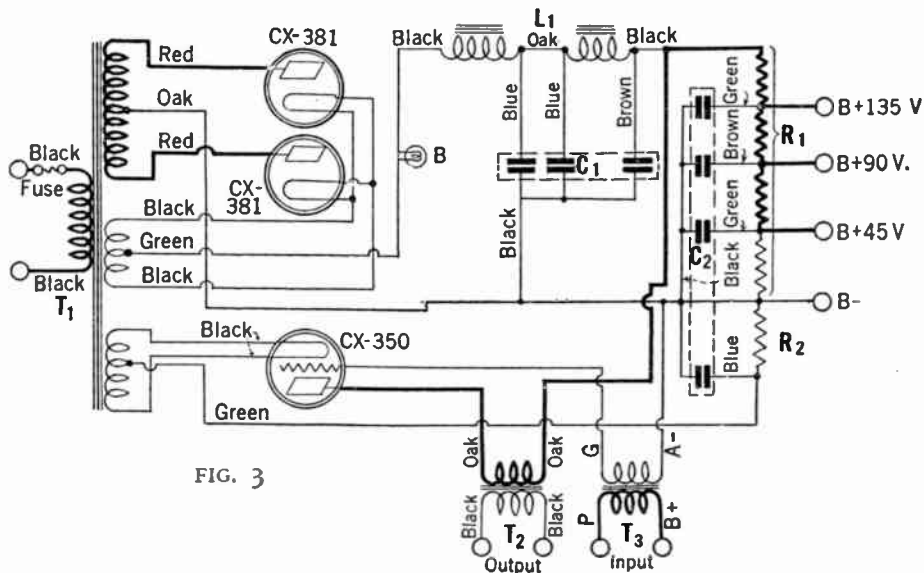 CX-381
Red
Oak
Red
CX-
381
Black
Fuse
Black
T1
Black
Green
Black
Black
L1
Oak
Black
B
Blue
Blue
Brown
C1
Black
Green
Brown
Green
C2
Black
Blue
R1
R2
B+135 V
B+90 V.
B+45 V
B-
Black
CX-350
Green
FIG. 3
Oak
Oak
G
A-
Black
T2
Black
Output
P
T3
B+
Input